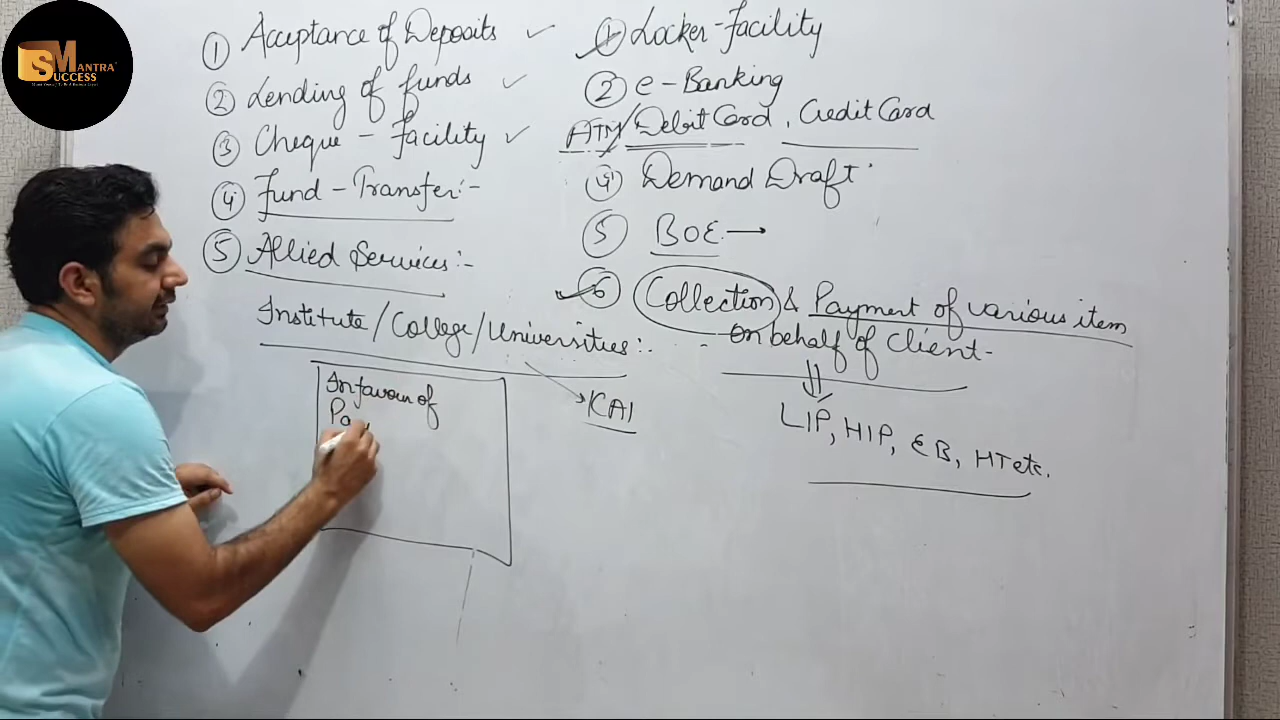 SUCCESS MANTRA
① Acceptance of Deposits ✓
② Lending of funds ✓
③ Cheque - facility ✓
④ Fund - Transfer:-
⑤ Allied Services:-
Institute/College/Universities:-
In favour of
Pa
KAI
① Locker-facility
② e-Banking
ATM/Debit Card, Credit Card
④ Demand Draft
⑤ BOE →
⑥ Collection & Payment of various item
on behalf of client-
LIP, HIP, EB, HT etc.